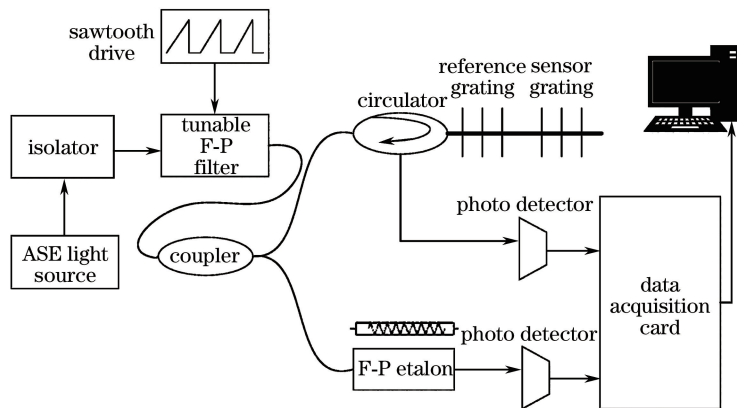 sawtooth
drive
isolator
tunable
F-P
filter
ASE light
source
coupler
circulator
reference
grating
sensor
grating
photo detector
F-P etalon
photo detector
data
acquisition
card